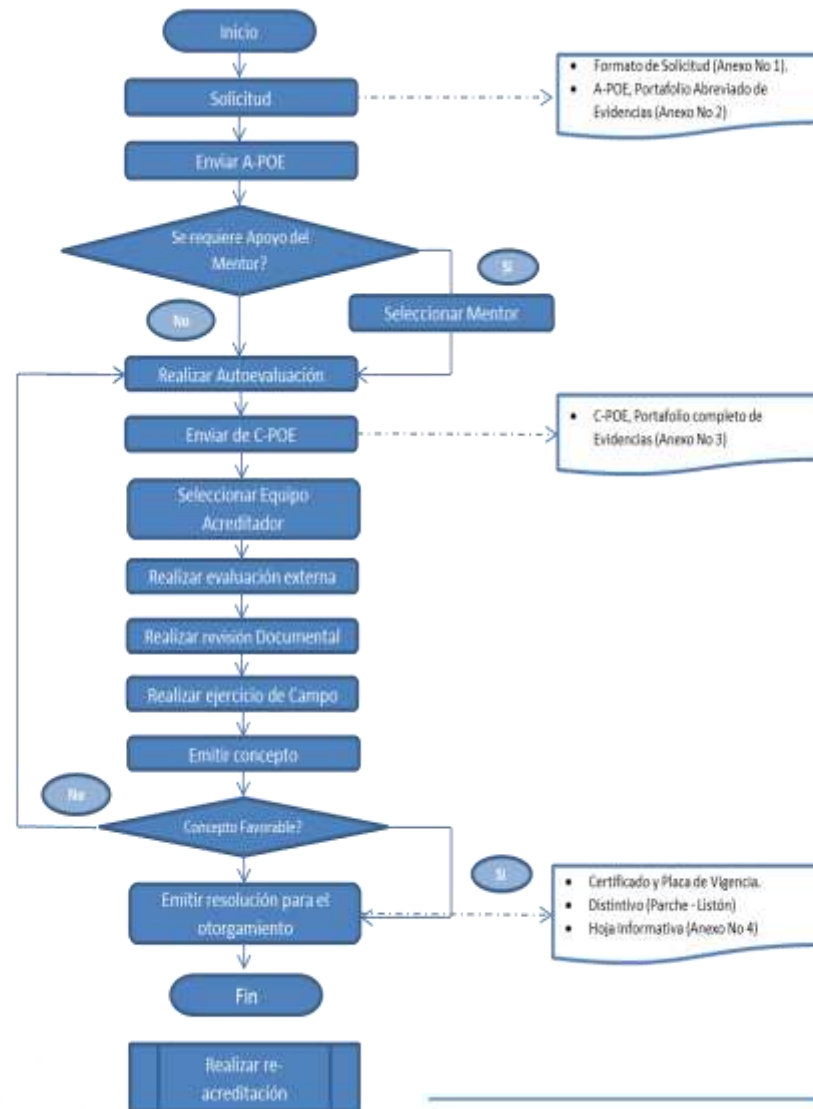 Inicio
Solicitud
• Formato de Solicitud (Anexo No 1).
• A-POE, Portafolio Abreviado de
Evidencias (Anexo No 2)
Enviar A-POE
Se requiere Apoyo del
Mentor?
Si
No
Seleccionar Mentor
Realizar Autoevaluación
Enviar de C-POE
• C-POE, Portafolio completo de
Evidencias (Anexo No 3)
Seleccionar Equipo
Acreditador
Realizar evaluación externa
Realizar revisión Documental
Realizar ejercicio de Campo
Emitir concepto
No
Concepto Favorable?
Si
Emitir resolución para el
otorgamiento
• Certificado y Placa de Vigencia.
• Distintivo (Parche - Listón)
• Hoja Informativa (Anexo No 4)
Fin
Realizar re-
acreditación